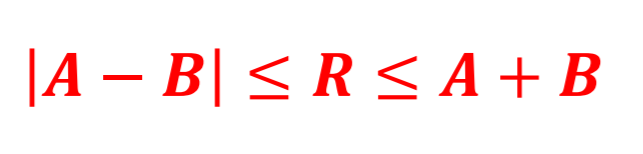 |A − B| ≤ R ≤ A + B